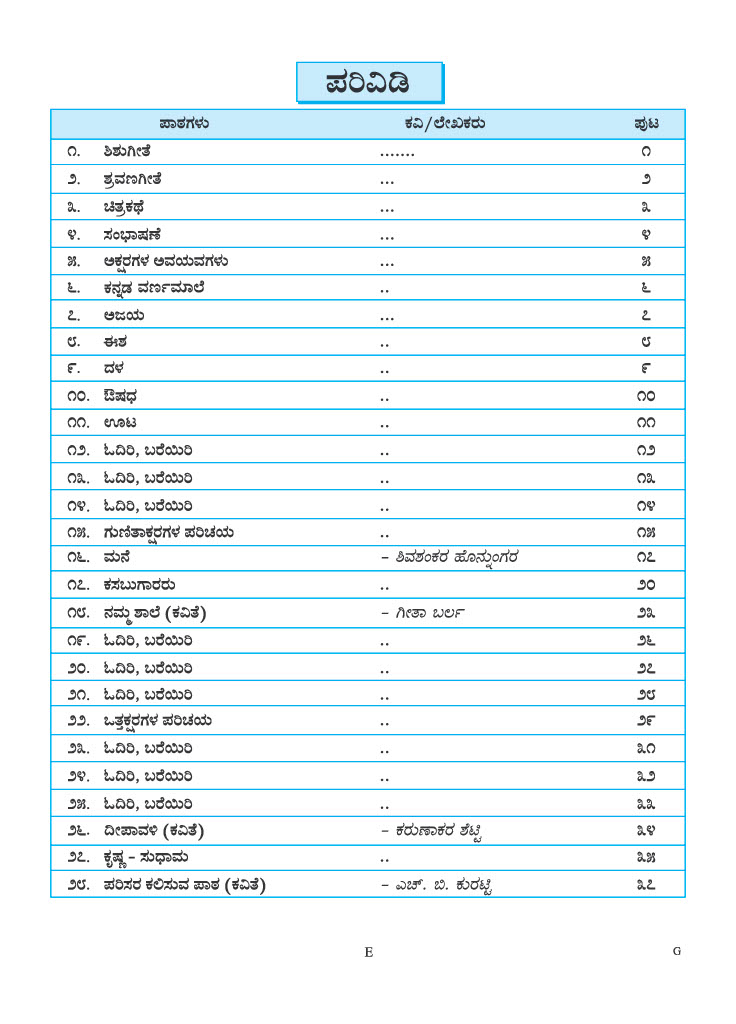 ಪರಿವಿಡಿ
ಪಾಠಗಳು ಕವಿ/ಲೇಖಕರು ಪುಟ
೧. ಶಿಶುಗೀತೆ ....... ೧
೨. ಶ್ರವಣಗೀತೆ ... ೨
೩. ಚಿತ್ರಕಥೆ ... ೩
೪. ಸಂಭಾಷಣೆ ... ೪
೫. ಅಕ್ಷರಗಳ ಅವಯವಗಳು ... ೫
೬. ಕನ್ನಡ ವರ್ಣಮಾಲೆ .. ೬
೭. ಅಜಯ ... ೭
೮. ಈಶ .. ೮
೯. ದಳ .. ೯
೧೦. ಔಷಧ .. ೧೦
೧೧. ಊಟ .. ೧೧
೧೨. ಓದಿರಿ, ಬರೆಯಿರಿ .. ೧೨
೧೩. ಓದಿರಿ, ಬರೆಯಿರಿ .. ೧೩
೧೪. ಓದಿರಿ, ಬರೆಯಿರಿ .. ೧೪
೧೫. ಗುಣಿತಾಕ್ಷರಗಳ ಪರಿಚಯ .. ೧೫
೧೬. ಮನೆ – ಶಿವಶಂಕರ ಹೊನ್ನುಂಗರ ೧೭
೧೭. ಕಸಬುಗಾರರು .. ೨೦
೧೮. ನಮ್ಮ ಶಾಲೆ (ಕವಿತೆ) – ಗೀತಾ ಬರ್ಲ ೨೩
೧೯. ಓದಿರಿ, ಬರೆಯಿರಿ .. ೨೬
೨೦. ಓದಿರಿ, ಬರೆಯಿರಿ .. ೨೭
೨೧. ಓದಿರಿ, ಬರೆಯಿರಿ .. ೨೮
೨೨. ಒತ್ತಕ್ಷರಗಳ ಪರಿಚಯ .. ೨೯
೨೩. ಓದಿರಿ, ಬರೆಯಿರಿ .. ೩೧
೨೪. ಓದಿರಿ, ಬರೆಯಿರಿ .. ೩೨
೨೫. ಓದಿರಿ, ಬರೆಯಿರಿ .. ೩೩
೨೬. ದೀಪಾವಳಿ (ಕವಿತೆ) – ಕರುಣಾಕರ ಶೆಟ್ಟಿ ೩೪
೨೭. ಕೃಷ್ಣ – ಸುಧಾಮ .. ೩೫
೨೮. ಪರಿಸರ ಕಲಿಸುವ ಪಾಠ (ಕವಿತೆ) – ಎಚ್. ಬಿ. ಕುರಟ್ಟಿ ೩೭
E G